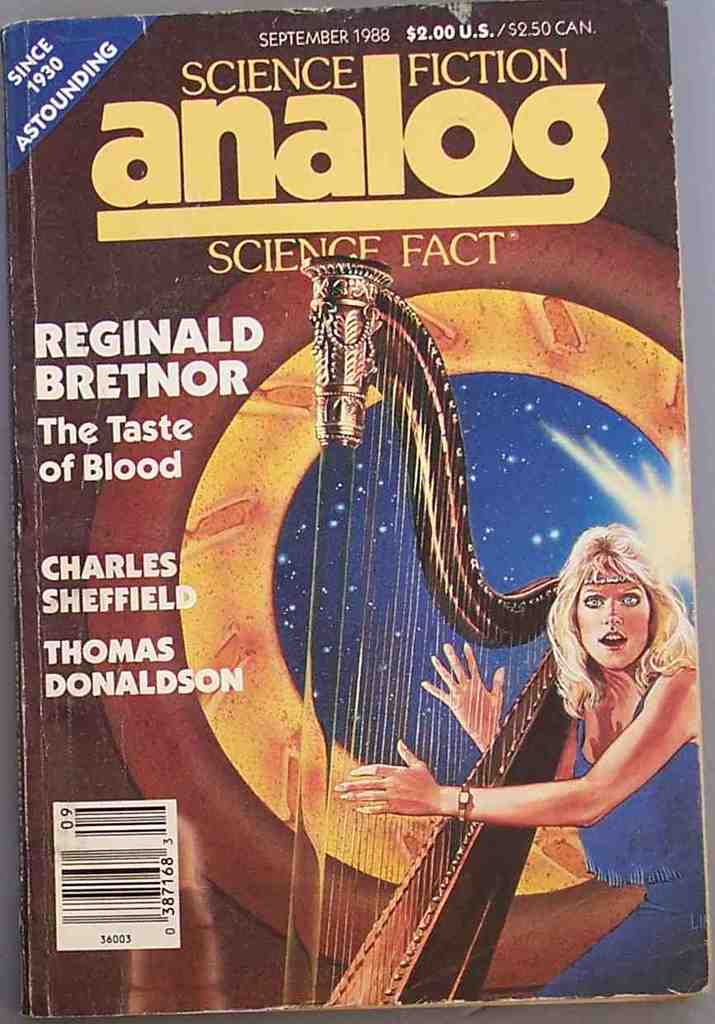 SINCE
1930
ASTOUNDING
SEPTEMBER 1988 $2.00 U.S./$2.50 CAN.
SCIENCE FICTION
analog
SCIENCE FACT®
REGINALD
BRETNOR
The Taste
of Blood
CHARLES
SHEFFIELD
THOMAS
DONALDSON
09
0 387168 3
36003